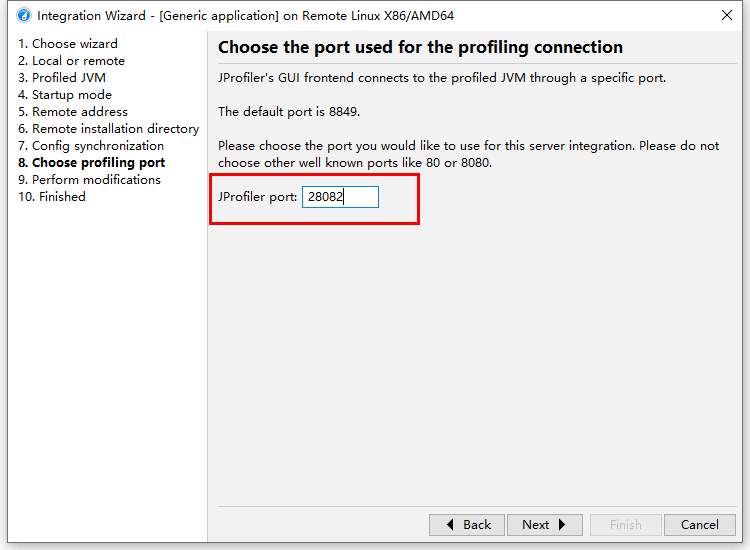 Integration Wizard - [Generic application] on Remote Linux X86/AMD64
1. Choose wizard
2. Local or remote
3. Profiled JVM
4. Startup mode
5. Remote address
6. Remote installation directory
7. Config synchronization
8. Choose profiling port
9. Perform modifications
10. Finished
Choose the port used for the profiling connection
JProfiler's GUI frontend connects to the profiled JVM through a specific port.
The default port is 8849.
Please choose the port you would like to use for this server integration. Please do not
choose other well known ports like 80 or 8080.
JProfiler port: 28082
Back Next Finish Cancel